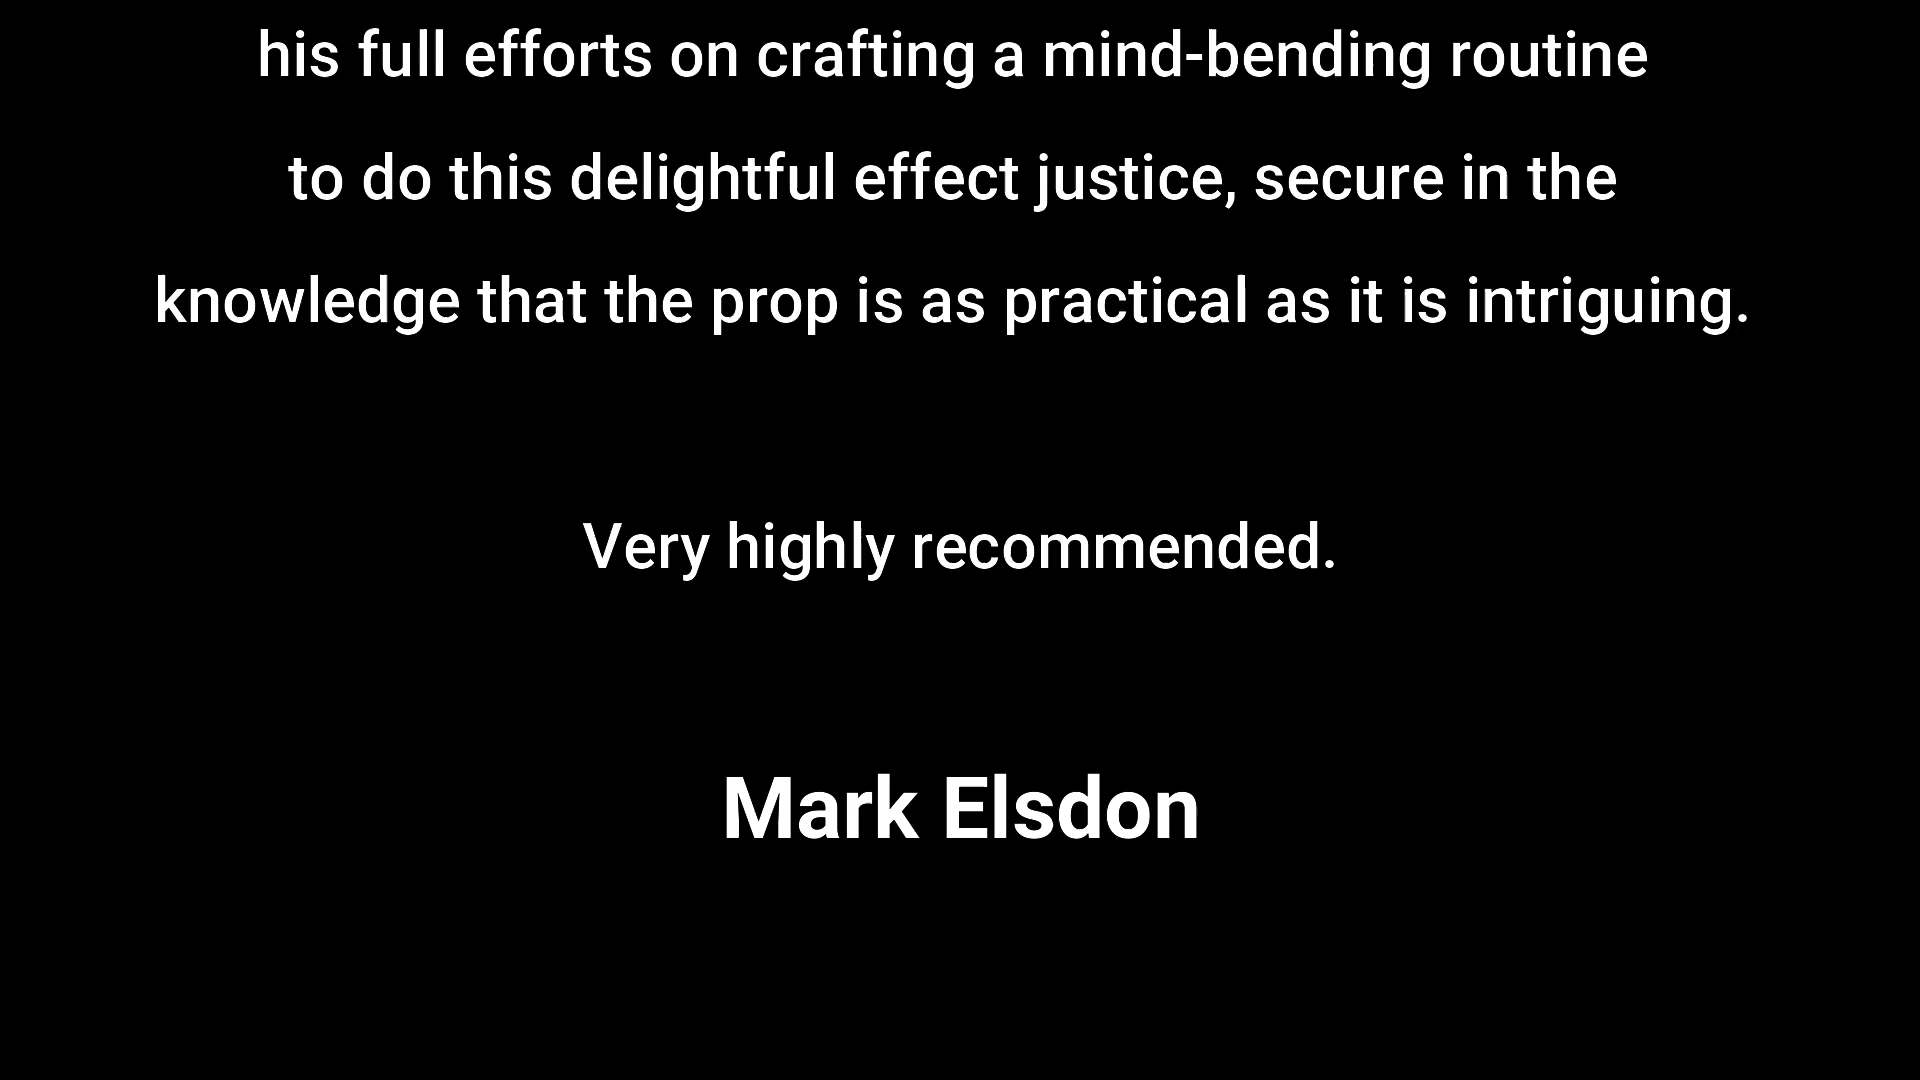 his full efforts on crafting a mind-bending routine
to do this delightful effect justice, secure in the
knowledge that the prop is as practical as it is intriguing.
Very highly recommended.
Mark Elsdon